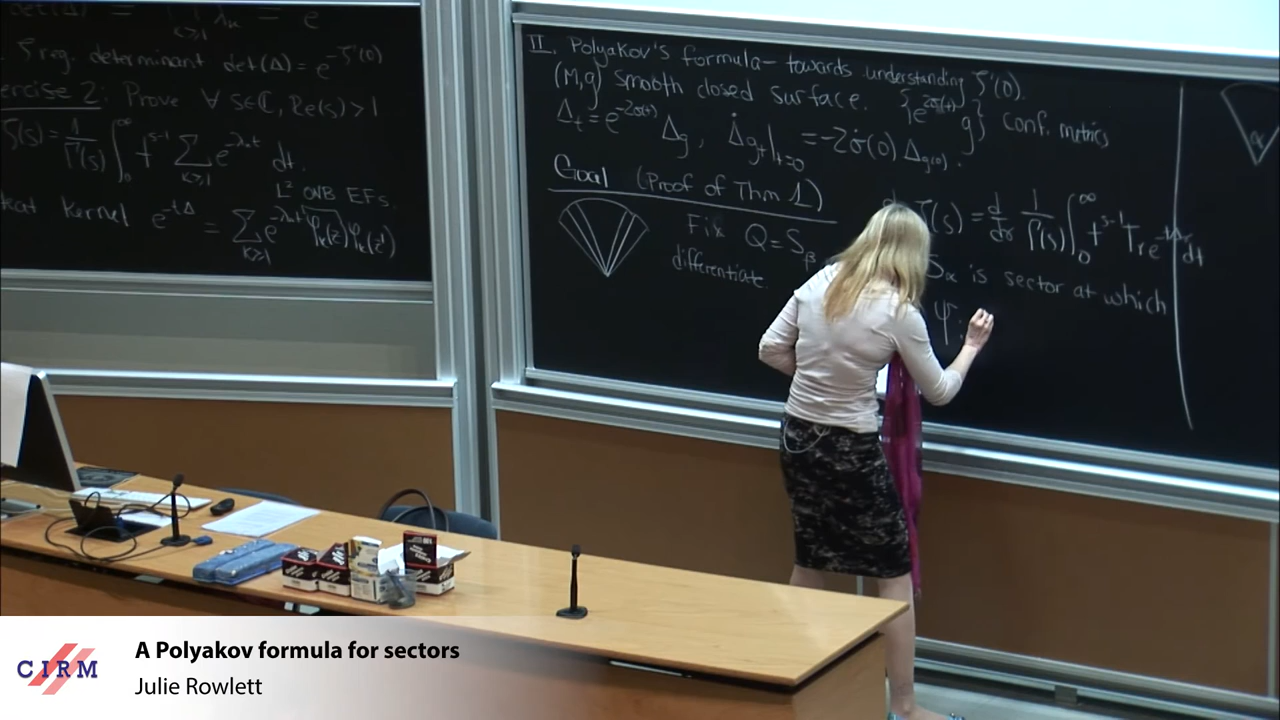 ζ reg. determinant det(Δ) = e^{-ζ'(0)}
ercise 2: Prove ∀ s∈ℂ, Re(s)>1
ζ(s) = 1/Γ(s) ∫_0^∞ t^{s-1} Σ_{k≥1} e^{-λ_k t} dt.
L² ONB EFs.
eat kernel e^{-tΔ} = Σ_{k≥1} e^{-λ_k t} φ_k(z) φ_k(z')
II. Polyakov's formula – towards understanding ζ'(0).
(M,g) smooth closed surface. {e^{2σ(t)} g} conf. metrics
Δ_t = e^{-2σ(t)} Δ_g, Δ̇_{g_t}|_{t=0} = -2σ̇(0) Δ_{g(0)}.
Goal (Proof of Thm 1)
Fix Q = S_β
ζ(s) = d/dα 1/Γ(s) ∫_0^∞ t^{s-1} Tr e^{-tΔ} dt
differentiate
S_α is sector at which
ψ
α
CIRM
A Polyakov formula for sectors
Julie Rowlett